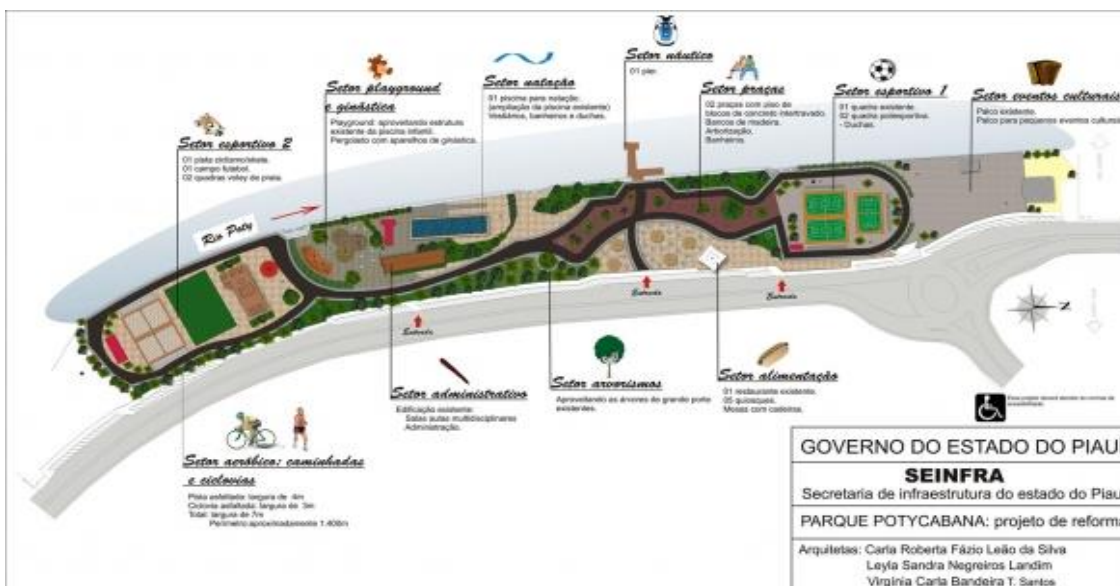 Setor náutico
01 pier.
Setor playground
e ginástica
Playground: aproveitando estrutura
existente da piscina infantil.
Pergolado com aparelhos de ginástica.
Setor natação
01 piscina para natação.
(ampliação da piscina existente)
Vestiários, banheiros e duchas.
Setor praças
02 praças com piso de
blocos de concreto intertravado.
Bancos de madeira.
Arborização.
Banheiros.
Setor esportivo 1
01 quadra existente.
02 quadra poliesportiva.
- Duchas.
Setor eventos culturais
Palco existente.
Palco para pequenos eventos culturais
Setor esportivo 2
01 pista ciclismo/skate.
01 campo futebol.
02 quadras voley de praia.
Rio Poty
Entrada
Entrada
Entrada
N
Setor administrativo
Edificação existente:
Salas aulas multidisciplinares
Administração.
Setor arvorismos
Aproveitando as árvores de grande porte
existentes.
Setor alimentação
01 restaurante existente.
05 quiosques.
Mesas com cadeiras.
Setor aeróbico: caminhadas
e ciclovias
Pista asfaltada: largura de 4m
Ciclovia asfaltada: largura de 3m
Total: largura de 7m
Perímetro aproximadamente 1.400m
GOVERNO DO ESTADO DO PIAU
SEINFRA
Secretaria de infraestrutura do estado do Piau
PARQUE POTYCABANA: projeto de reforma
Arquitetas: Carla Roberta Fázio Leão da Silva
Leyla Sandra Negreiros Landim
Virgínia Carla Bandeira T. Santos